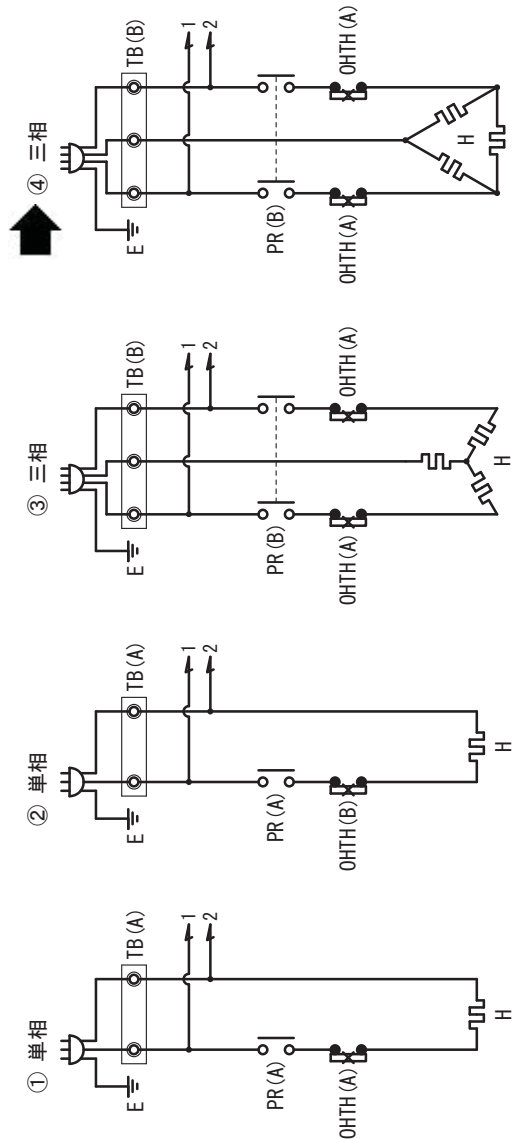 ① 単相
TB(A)
E
1
2
PR(A)
OHTH(A)
H
② 単相
TB(A)
E
1
2
PR(A)
OHTH(B)
H
③ 三相
TB(B)
E
1
2
PR(B)
OHTH(A)
OHTH(A)
H
④ 三相
TB(B)
E
1
2
PR(B)
OHTH(A)
OHTH(A)
H